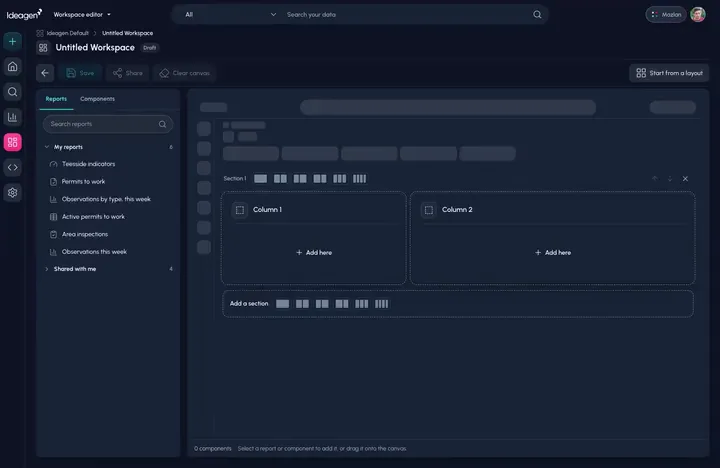 Ideagen
Workspace editor
All
Search your data
Mazlan
Ideagen Default
Untitled Workspace
Untitled Workspace
Draft
Save
Share
Clear canvas
Start from a layout
Reports
Components
Search reports
My reports
6
Teesside indicators
Permits to work
Observations by type, this week
Active permits to work
Area inspections
Observations this week
Shared with me
4
Section 1
Column 1
Add here
Column 2
Add here
Add a section
0 components
Select a report or component to add it, or drag it onto the canvas.